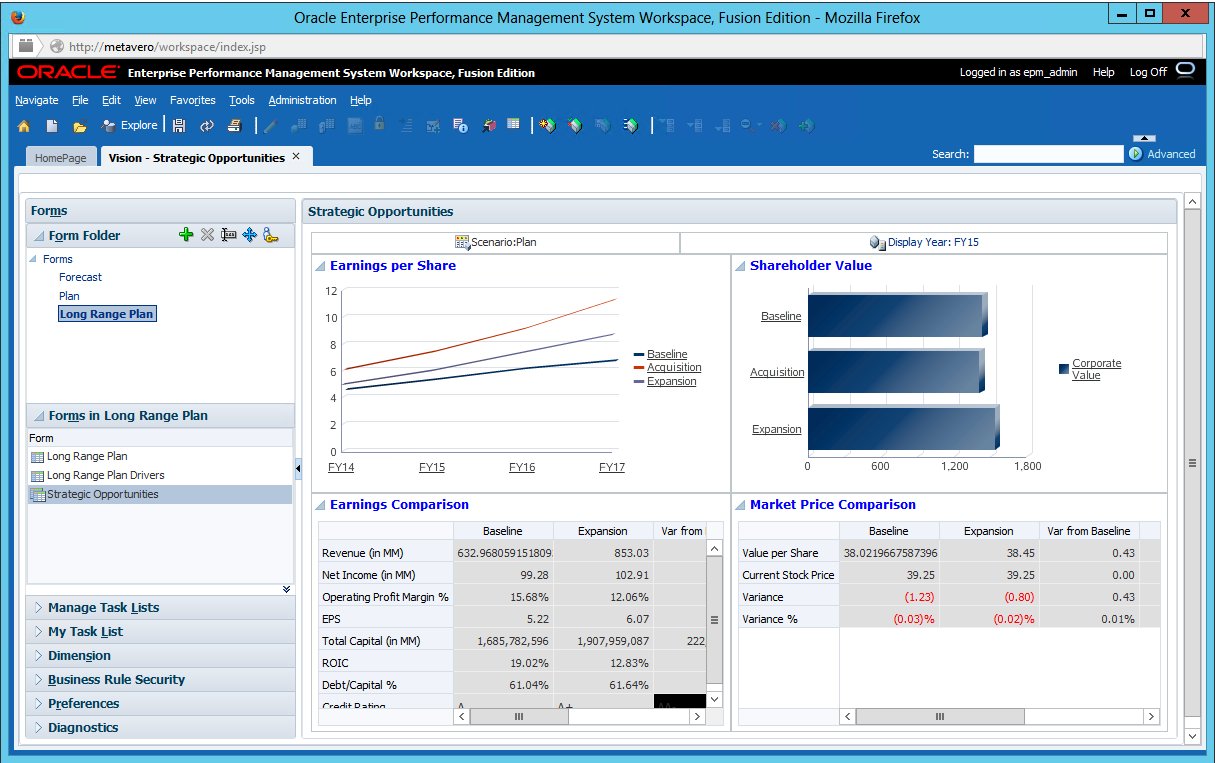 Oracle Enterprise Performance Management System Workspace, Fusion Edition - Mozilla Firefox
http://metavero/workspace/index.jsp
ORACLE Enterprise Performance Management System Workspace, Fusion Edition
Logged in as epm_admin Help Log Off
Navigate File Edit View Favorites Tools Administration Help
Explore
HomePage Vision - Strategic Opportunities
Search: Advanced
Forms
Form Folder
Forms
Forecast
Plan
Long Range Plan
Forms in Long Range Plan
Form
Long Range Plan
Long Range Plan Drivers
Strategic Opportunities
Manage Task Lists
My Task List
Dimension
Business Rule Security
Preferences
Diagnostics
Strategic Opportunities
Scenario:Plan Display Year: FY15
Earnings per Share
12
10
8
6
4
2
0
FY14 FY15 FY16 FY17
Baseline
Acquisition
Expansion
Shareholder Value
Baseline
Acquisition
Expansion
0 600 1,200 1,800
Corporate
Value
Earnings Comparison
Baseline Expansion Var from
Revenue (in MM) 632.968059151809 853.03
Net Income (in MM) 99.28 102.91
Operating Profit Margin % 15.68% 12.06%
EPS 5.22 6.07
Total Capital (in MM) 1,685,782,596 1,907,959,087 222,
ROIC 19.02% 12.83%
Debt/Capital % 61.04% 61.64%
Credit Rating A A+
Market Price Comparison
Baseline Expansion Var from Baseline
Value per Share 38.0219667587396 38.45 0.43
Current Stock Price 39.25 39.25 0.00
Variance (1.23) (0.80) 0.43
Variance % (0.03)% (0.02)% 0.01%